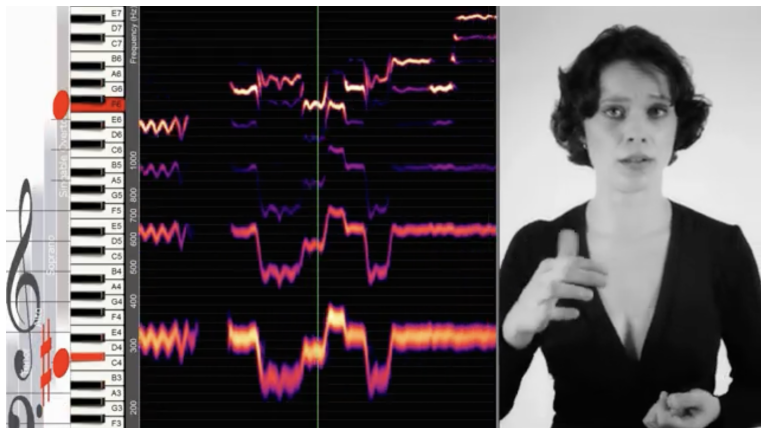 E7
D7
C7
B6
A6
G6
F6
E6
D6
C6
B5
A5
G5
F5
E5
D5
C5
B4
A4
G4
F4
E4
D4
C4
B3
A3
G3
F3
Frequency (Hz)
1000
800
700
600
500
400
300
200
Singable
Soprano